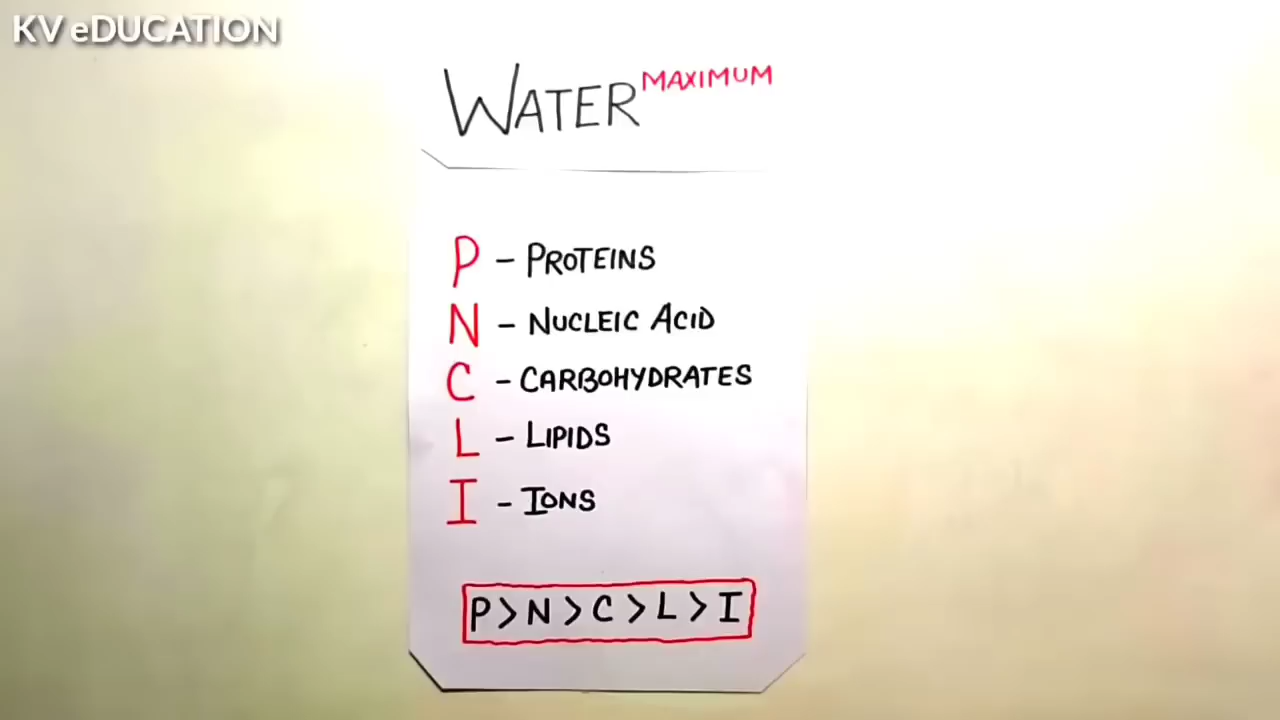 KV eDUCATION
WATER MAXIMUM
P - PROTEINS
N - NUCLEIC ACID
C - CARBOHYDRATES
L - LIPIDS
I - IONS
P > N > C > L > I